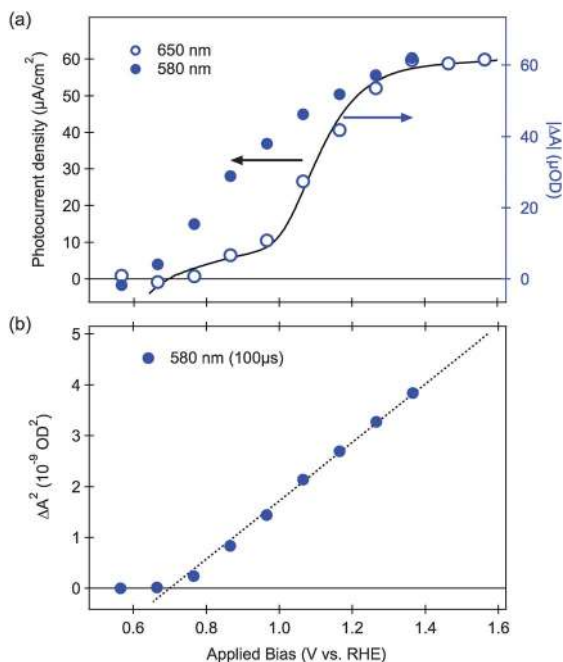 (a)
650 nm
580 nm
Photocurrent density (µA/cm²)
60
50
40
30
20
10
0
60
40
20
0
|ΔA| (µOD)
(b)
580 nm (100µs)
ΔA² (10⁻⁹ OD²)
5
4
3
2
1
0
0.6 0.8 1.0 1.2 1.4 1.6
Applied Bias (V vs. RHE)